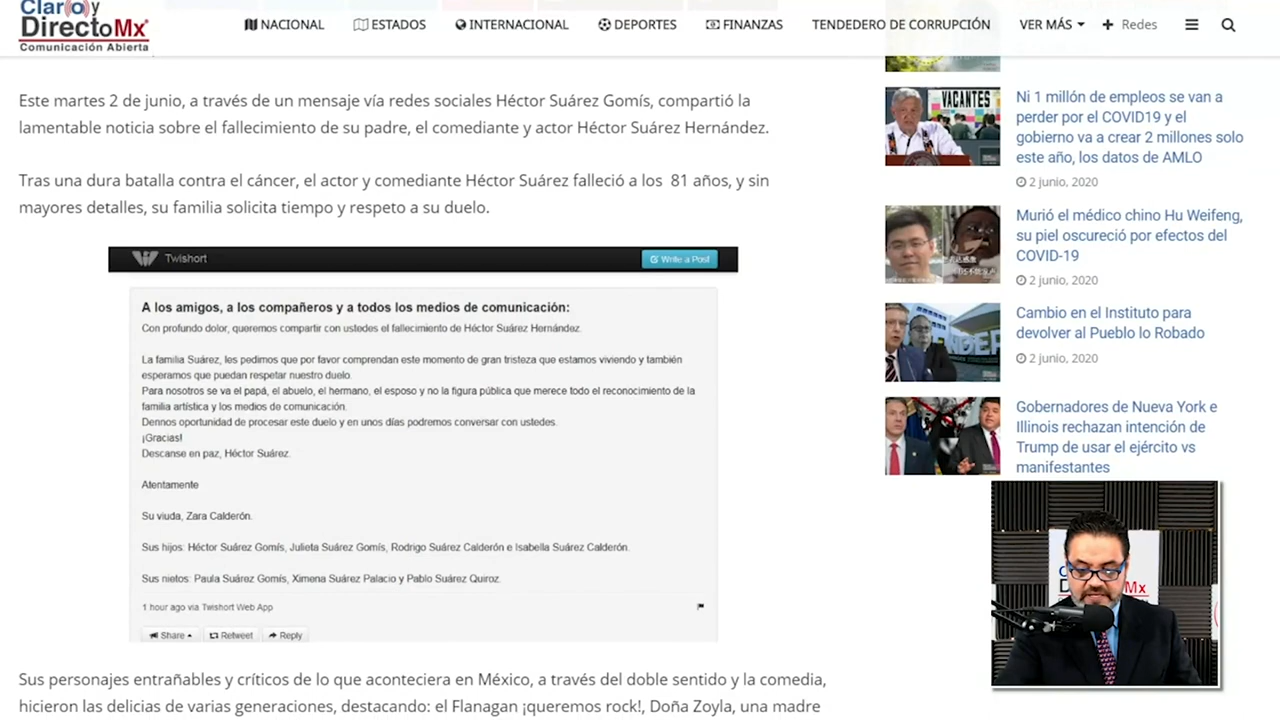 Claro y
DirectoMx
Comunicación Abierta
NACIONAL
ESTADOS
INTERNACIONAL
DEPORTES
FINANZAS
TENDEDERO DE CORRUPCIÓN
VER MÁS
Redes
Este martes 2 de junio, a través de un mensaje vía redes sociales Héctor Suárez Gomís, compartió la
lamentable noticia sobre el fallecimiento de su padre, el comediante y actor Héctor Suárez Hernández.
Tras una dura batalla contra el cáncer, el actor y comediante Héctor Suárez falleció a los 81 años, y sin
mayores detalles, su familia solicita tiempo y respeto a su duelo.
Twishort
Write a Post
A los amigos, a los compañeros y a todos los medios de comunicación:
Con profundo dolor, queremos compartir con ustedes el fallecimiento de Héctor Suárez Hernández.
La familia Suárez, les pedimos que por favor comprendan este momento de gran tristeza que estamos viviendo y también
esperamos que puedan respetar nuestro duelo.
Para nosotros se va el papá, el abuelo, el hermano, el esposo y no la figura pública que merece todo el reconocimiento de la
familia artística y los medios de comunicación.
Dennos oportunidad de procesar este duelo y en unos días podremos conversar con ustedes.
¡Gracias!
Descanse en paz, Héctor Suárez.
Atentamente
Su viuda, Zara Calderón.
Sus hijos: Héctor Suárez Gomís, Julieta Suárez Gomís, Rodrigo Suárez Calderón e Isabella Suárez Calderón.
Sus nietos: Paula Suárez Gomís, Ximena Suárez Palacio y Pablo Suárez Quiroz.
1 hour ago via Twishort Web App
Share
Retweet
Reply
Sus personajes entrañables y críticos de lo que aconteciera en México, a través del doble sentido y la comedia,
hicieron las delicias de varias generaciones, destacando: el Flanagan ¡queremos rock!, Doña Zoyla, una madre
VACANTES
Ni 1 millón de empleos se van a
perder por el COVID19 y el
gobierno va a crear 2 millones solo
este año, los datos de AMLO
2 junio, 2020
Murió el médico chino Hu Weifeng,
su piel oscureció por efectos del
COVID-19
2 junio, 2020
Cambio en el Instituto para
devolver al Pueblo lo Robado
2 junio, 2020
Gobernadores de Nueva York e
Illinois rechazan intención de
Trump de usar el ejército vs
manifestantes